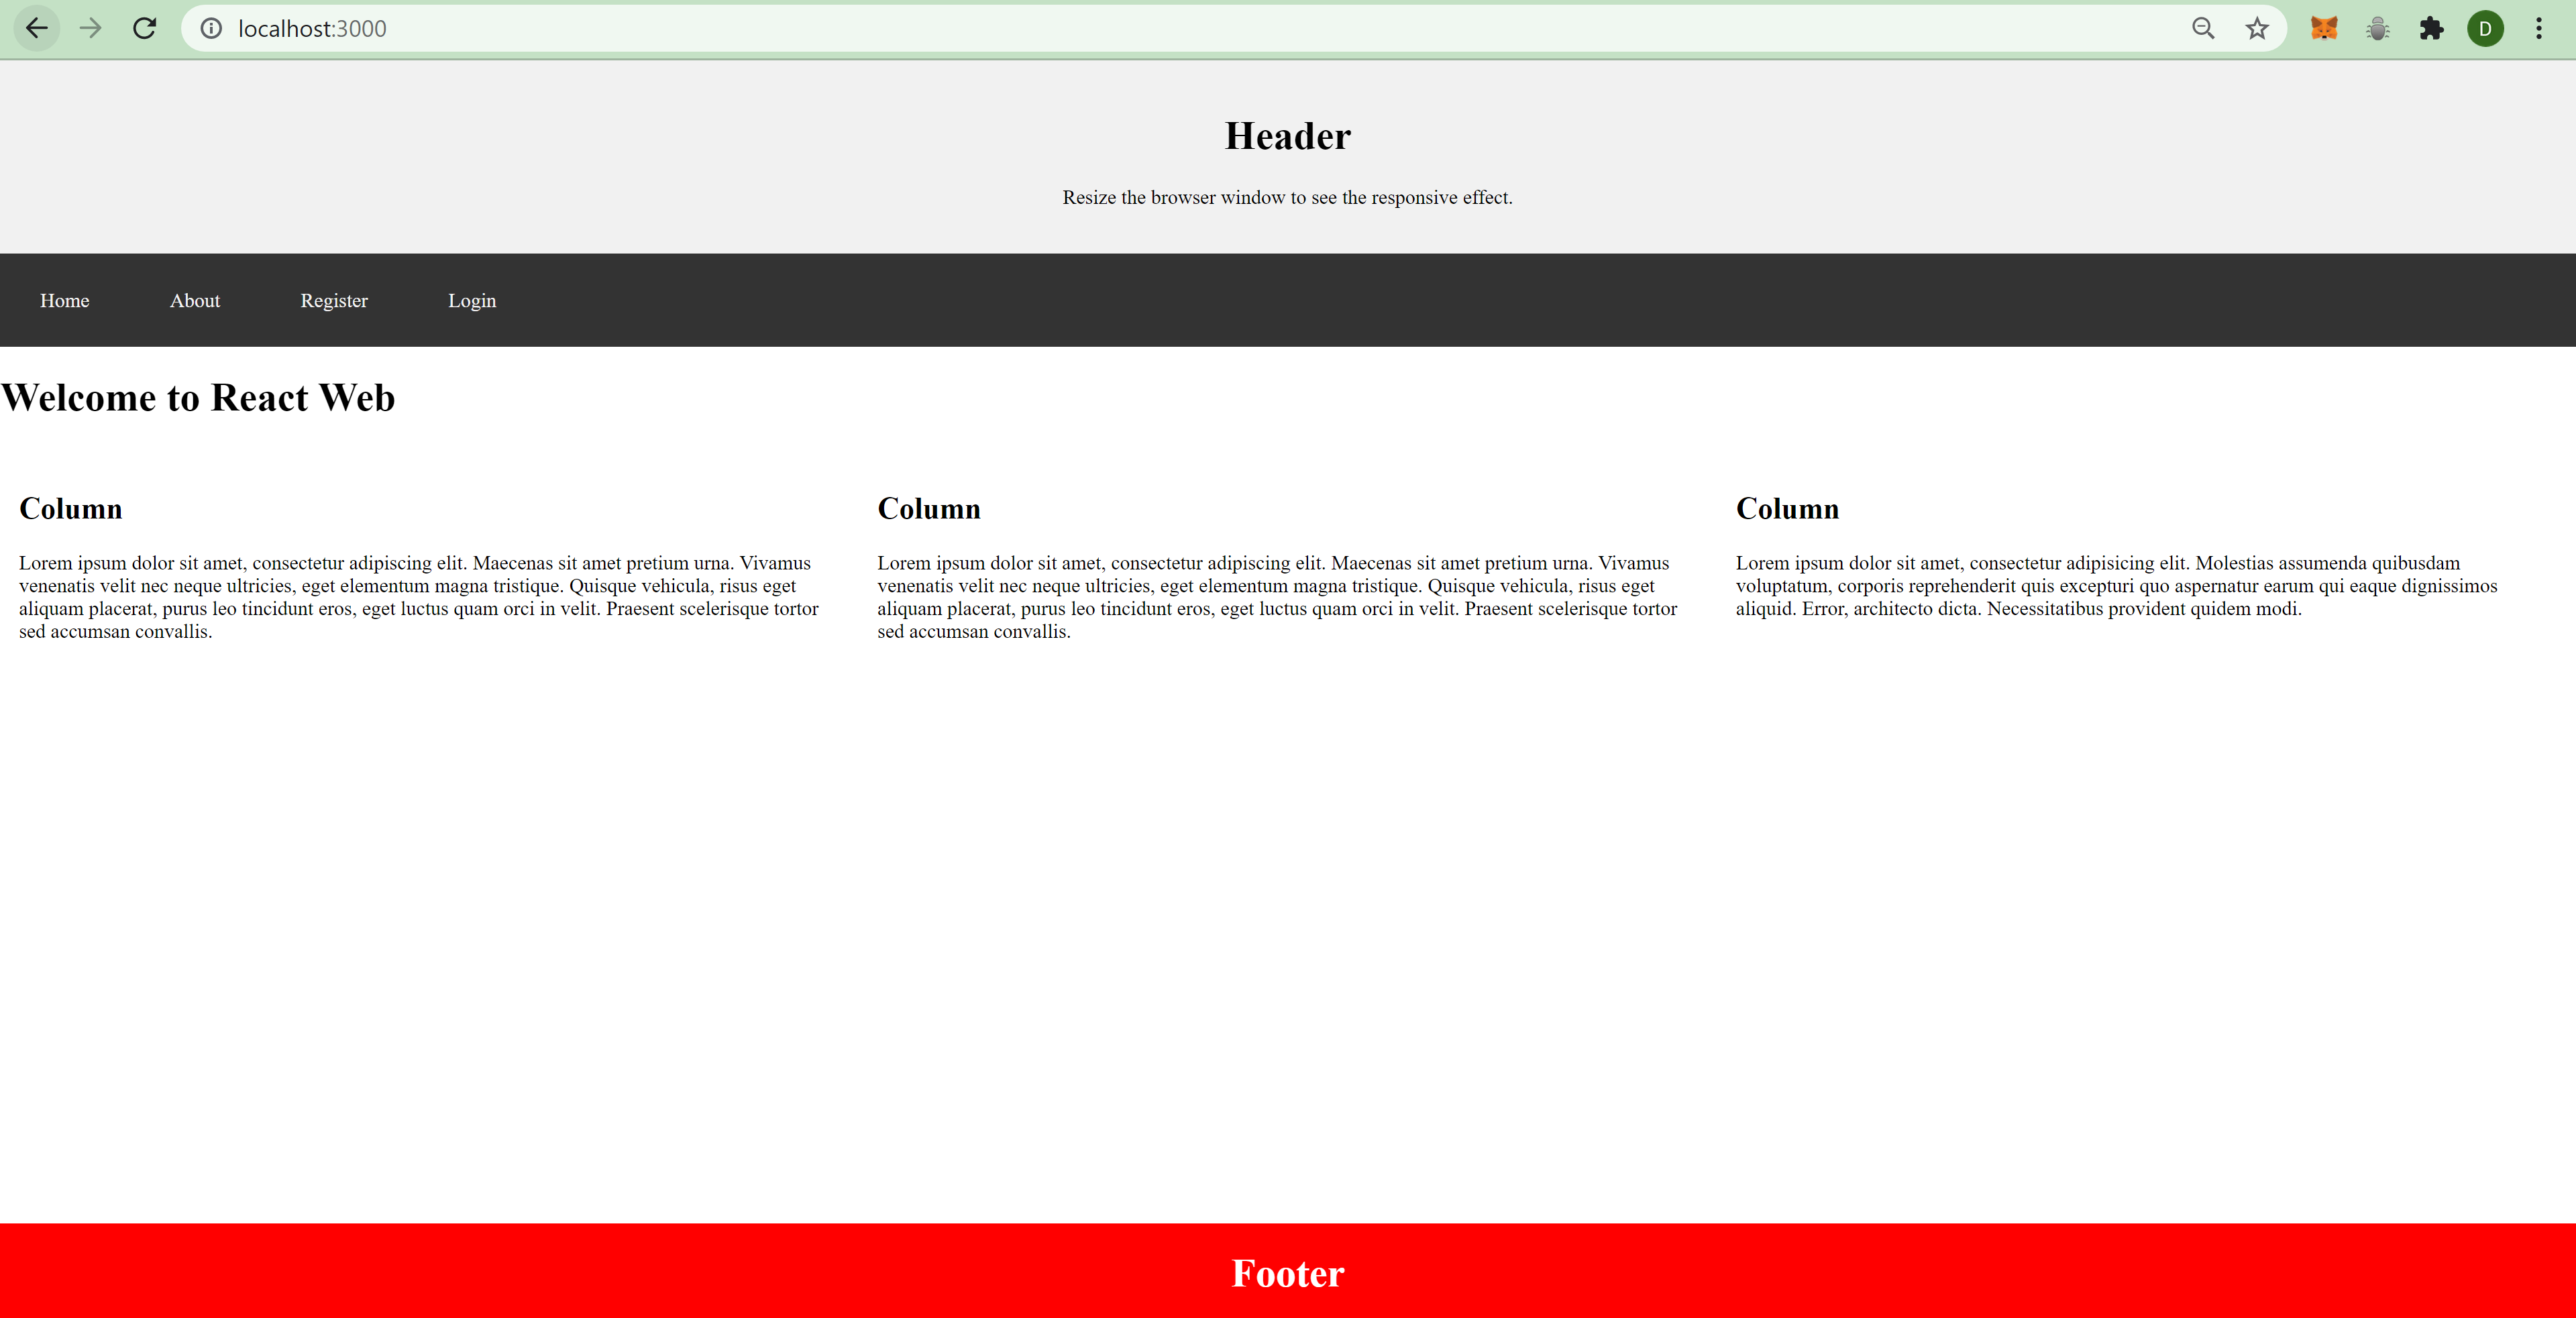 localhost:3000
D
Header
Resize the browser window to see the responsive effect.
Home About Register Login
Welcome to React Web
Column
Lorem ipsum dolor sit amet, consectetur adipiscing elit. Maecenas sit amet pretium urna. Vivamus
venenatis velit nec neque ultricies, eget elementum magna tristique. Quisque vehicula, risus eget
aliquam placerat, purus leo tincidunt eros, eget luctus quam orci in velit. Praesent scelerisque tortor
sed accumsan convallis.
Column
Lorem ipsum dolor sit amet, consectetur adipiscing elit. Maecenas sit amet pretium urna. Vivamus
venenatis velit nec neque ultricies, eget elementum magna tristique. Quisque vehicula, risus eget
aliquam placerat, purus leo tincidunt eros, eget luctus quam orci in velit. Praesent scelerisque tortor
sed accumsan convallis.
Column
Lorem ipsum dolor sit amet, consectetur adipisicing elit. Molestias assumenda quibusdam
voluptatum, corporis reprehenderit quis excepturi quo aspernatur earum qui eaque dignissimos
aliquid. Error, architecto dicta. Necessitatibus provident quidem modi.
Footer